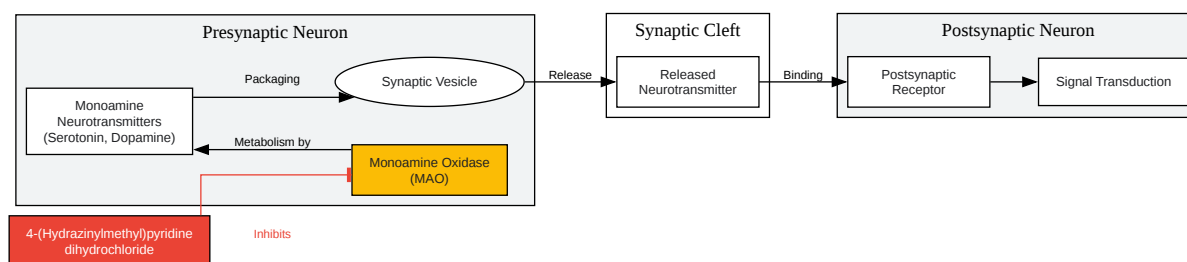 Presynaptic Neuron
Packaging
Synaptic Vesicle
Monoamine
Neurotransmitters
(Serotonin, Dopamine)
Metabolism by
Monoamine Oxidase
(MAO)
4-(Hydrazinylmethyl)pyridine
dihydrochloride
Inhibits
Release
Synaptic Cleft
Released
Neurotransmitter
Binding
Postsynaptic Neuron
Postsynaptic
Receptor
Signal Transduction